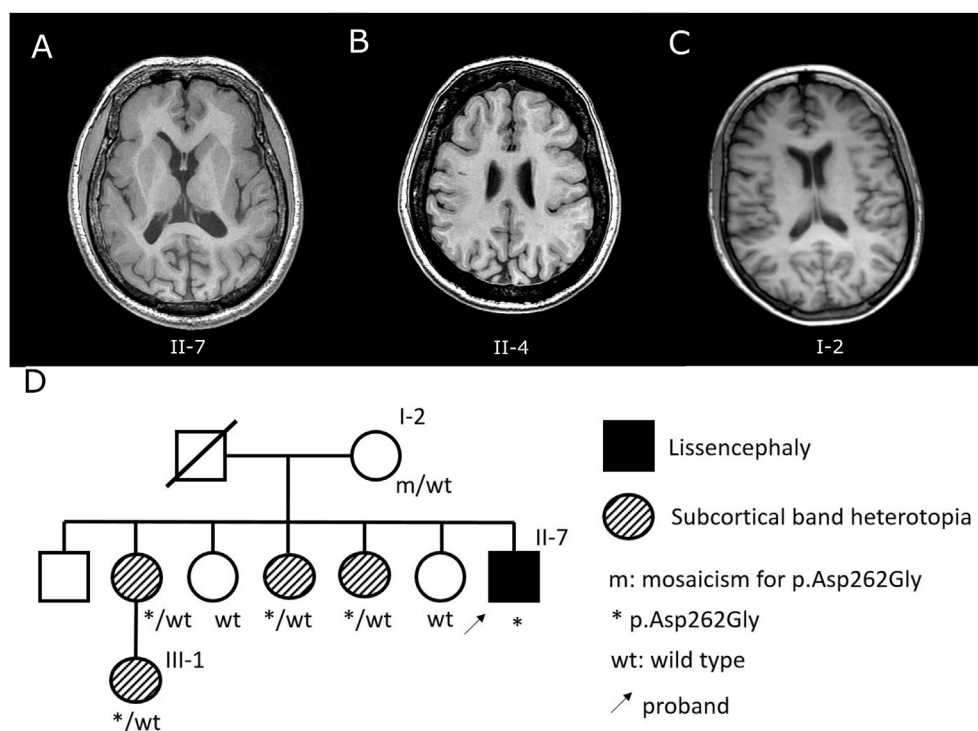 A
B
C
II-7
II-4
I-2
D
I-2
m/wt
Lissencephaly
Subcortical band heterotopia
II-7
*/wt
wt
*/wt
*/wt
wt
*
m: mosaicism for p.Asp262Gly
* p.Asp262Gly
wt: wild type
proband
III-1
*/wt